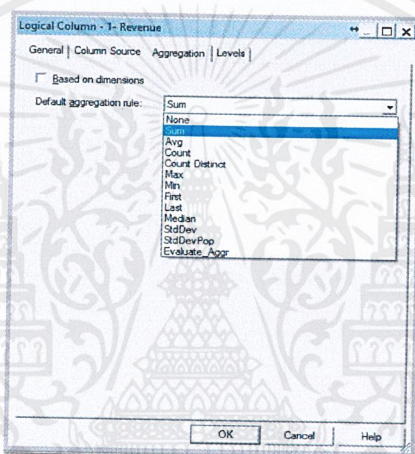 Logical Column - 1- Revenue
General | Column Source | Aggregation | Levels |
Based on dimensions
Default aggregation rule: Sum
None
Sum
Avg
Count
Count Distinct
Max
Min
First
Last
Median
StdDev
StdDevPop
Evaluate_Aggr
OK Cancel Help